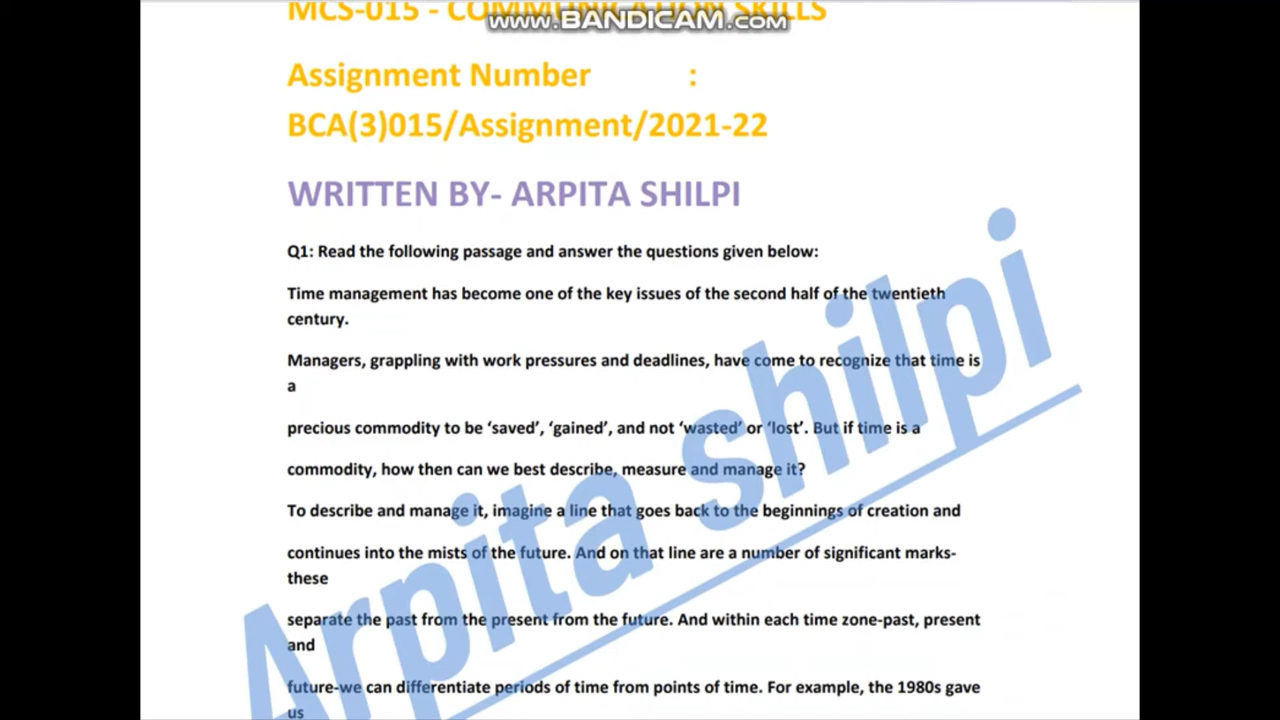 MCS-015 - COMMUNICATION SKILLS
www.BANDICAM.com
Assignment Number :
BCA(3)015/Assignment/2021-22
WRITTEN BY- ARPITA SHILPI
Q1: Read the following passage and answer the questions given below:
Time management has become one of the key issues of the second half of the twentieth
century.
Managers, grappling with work pressures and deadlines, have come to recognize that time is
a
precious commodity to be ‘saved’, ‘gained’, and not ‘wasted’ or ‘lost’. But if time is a
commodity, how then can we best describe, measure and manage it?
To describe and manage it, imagine a line that goes back to the beginnings of creation and
continues into the mists of the future. And on that line are a number of significant marks-
these
separate the past from the present from the future. And within each time zone-past, present
and
future-we can differentiate periods of time from points of time. For example, the 1980s gave
us
Arpita shilpi